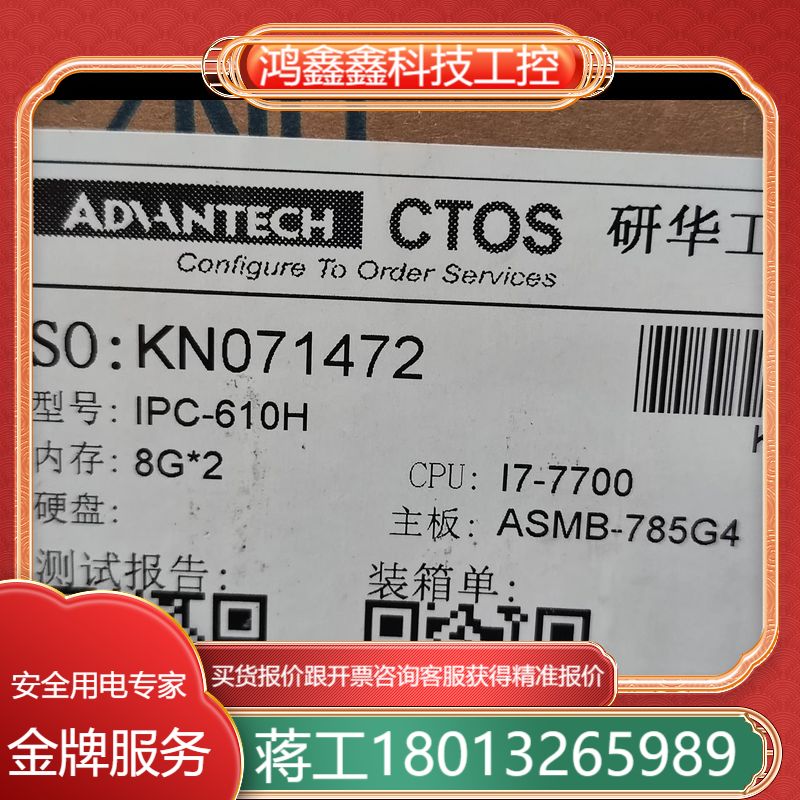 鸿鑫鑫科技工控
ADVANTECH CTOS 研华工
Configure To Order Services
SO:KN071472
型号: IPC-610H
内存: 8G*2
CPU: I7-7700
硬盘:
主板: ASMB-785G4
测试报告:
装箱单:
安全用电专家
买货报价跟开票咨询客服获得精准报价
金牌服务
蒋工18013265989